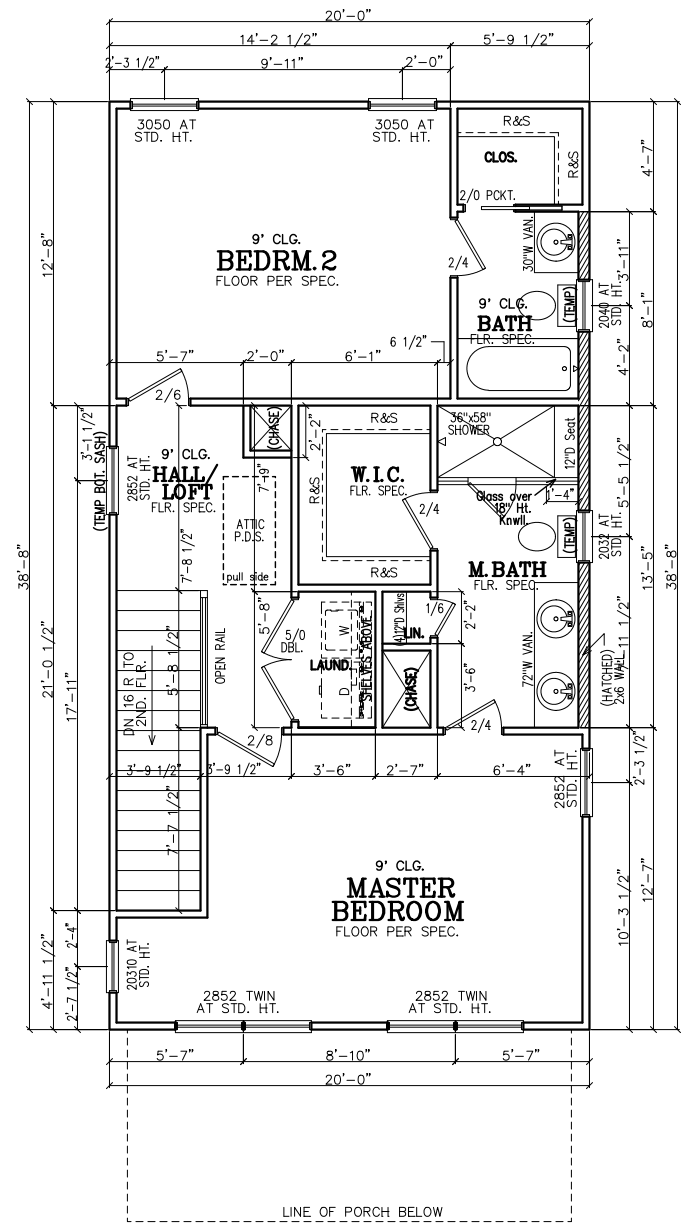 20'-0"
14'-2 1/2" 5'-9 1/2"
2'-3 1/2" 9'-11" 2'-0"
3050 AT
STD. HT.
3050 AT
STD. HT.
R&S
R&S
CLOS.
2/0 PCKT.
4'-7"
12'-8"
9' CLG.
BEDRM.2
FLOOR PER SPEC.
2/4
30"W VAN.
3'-11"
(TEMP)
2040 AT
STD. HT.
8'-1"
9' CLG.
BATH
FLR. SPEC.
4'-2"
6 1/2"
5'-7" 2'-0" 6'-1"
2/6
(CHASE)
2'-2"
R&S
36"x58"
SHOWER
12"D Seat
3'-1 1/2"
(TEMP BOT. SASH)
2852 AT
STD. HT.
9' CLG.
HALL/
LOFT
FLR. SPEC.
7'-9"
R&S
W.I.C.
FLR. SPEC.
2/4
Glass over
18" Ht.
Knwll.
1'-4"
5'-5 1/2"
ATTIC
P.D.S.
pull side
(TEMP)
2032 AT
STD. HT.
38'-8"
38'-8"
13'-5"
7'-8 1/2"
R&S
M.BATH
FLR. SPEC.
5'-8"
5/0
DBL.
W
LAUND.
D
SHELVES ABOVE
(4)12"D Shlvs
1/6
LIN.
2'-2"
OPEN RAIL
5'-8 1/2"
DN 16 R TO
2ND. FLR.
21'-0 1/2"
17'-11"
(CHASE)
3'-6"
72"W VAN.
(HATCHED)
2x6 WALL
2/8
2/4
3'-9 1/2" 3'-9 1/2" 3'-6" 2'-7" 6'-4"
2852 AT
STD. HT.
2'-3 1/2"
7'-7 1/2"
9' CLG.
MASTER
BEDROOM
FLOOR PER SPEC.
10'-3 1/2"
12'-7"
4'-11 1/2"
2'-4"
2'-7 1/2"
20310 AT
STD. HT.
2852 TWIN
AT STD. HT.
2852 TWIN
AT STD. HT.
5'-7" 8'-10" 5'-7"
20'-0"
LINE OF PORCH BELOW